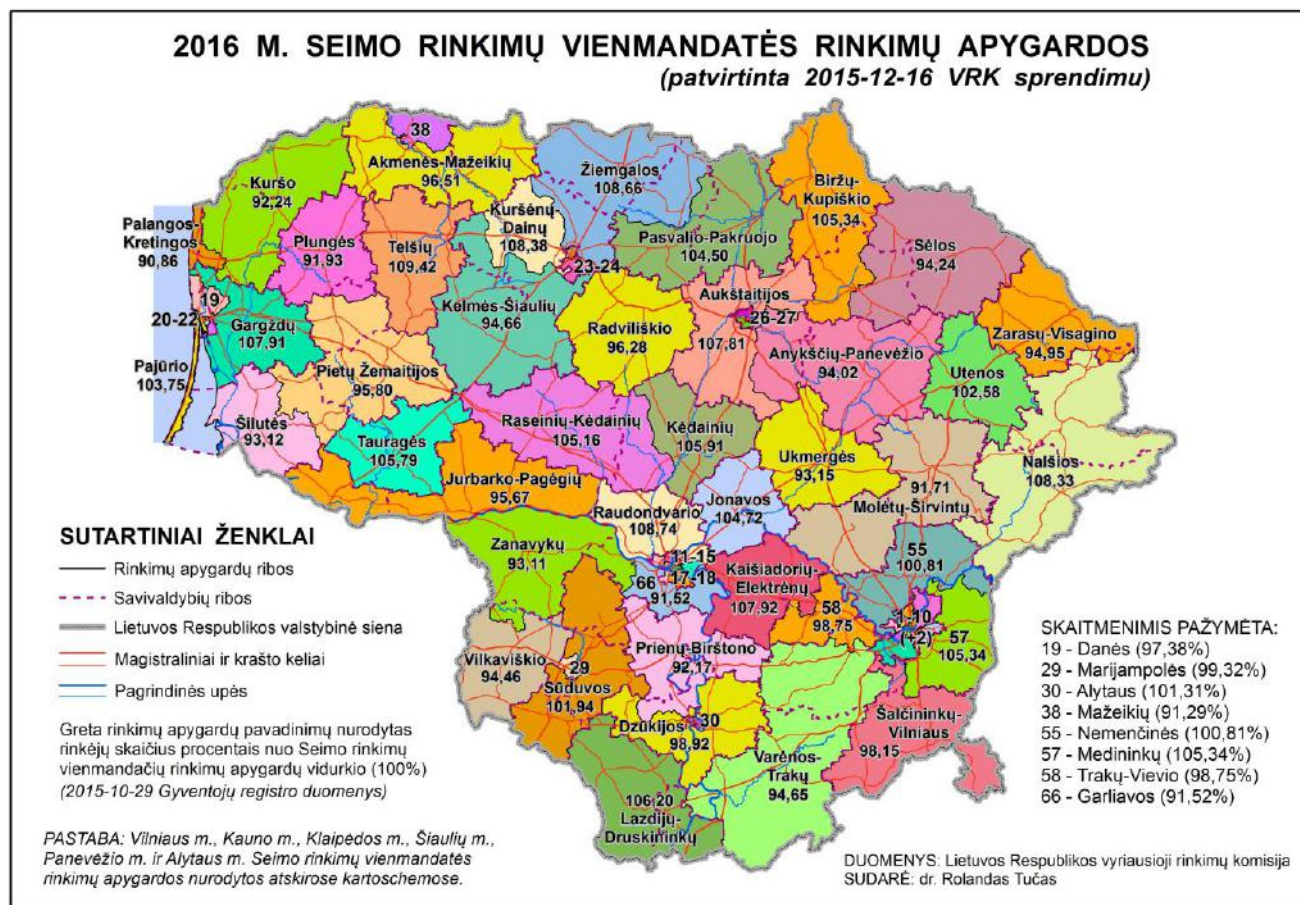 2016 M. SEIMO RINKIMŲ VIENMANDATĖS RINKIMŲ APYGARDOS
(patvirtinta 2015-12-16 VRK sprendimu)
38
Akmenės-Mažeikių
96,51
Žiemgalos
108,66
Biržų-
Kupiškio
105,34
Kuršo
92,24
Kuršėnų-
Dainų
108,38
Pasvalio-Pakruojo
104,50
Sėlos
94,24
Palangos-
Kretingos
90,86
Plungės
91,93
Telšių
109,42
23-24
19
20-22
Gargždų
107,91
Kelmės-Šiaulių
94,66
Radviliškio
96,28
Aukštaitijos
107,81
26-27
Anykščių-Panevėžio
94,02
Zarasų-Visagino
94,95
Utenos
102,58
Pajūrio
103,75
Pietų Žemaitijos
95,80
Šilutės
93,12
Tauragės
105,79
Raseinių-Kėdainių
105,16
Kėdainių
105,91
Ukmergės
93,15
Nalšios
108,33
Jurbarko-Pagėgių
95,67
Jonavos
104,72
91,71
Molėtų-Širvintų
Raudondvario
108,74
Zanavykų
93,11
11-15
17-18
66
91,52
Kaišiadorių-
Elektrėnų
107,92
55
100,81
58
98,75
1-10
(+2)
57
105,34
Vilkaviškio
94,46
29
Sūduvos
101,94
Prienų-Birštono
92,17
Dzūkijos
98,92
30
Varėnos-
Trakų
94,65
Šalčininkų-
Vilniaus
98,15
106,20
Lazdijų-
Druskininkų
SUTARTINIAI ŽENKLAI
Rinkimų apygardų ribos
Savivaldybių ribos
Lietuvos Respublikos valstybinė siena
Magistraliniai ir krašto keliai
Pagrindinės upės
Greta rinkimų apygardų pavadinimų nurodytas
rinkėjų skaičius procentais nuo Seimo rinkimų
vienmandačių rinkimų apygardų vidurkio (100%)
(2015-10-29 Gyventojų registro duomenys)
PASTABA: Vilniaus m., Kauno m., Klaipėdos m., Šiaulių m.,
Panevėžio m. ir Alytaus m. Seimo rinkimų vienmandatės
rinkimų apygardos nurodytos atskirose kartoschemose.
SKAITMENIMIS PAŽYMĖTA:
19 - Danės (97,38%)
29 - Marijampolės (99,32%)
30 - Alytaus (101,31%)
38 - Mažeikių (91,29%)
55 - Nemenčinės (100,81%)
57 - Medininkų (105,34%)
58 - Trakų-Vievio (98,75%)
66 - Garliavos (91,52%)
DUOMENYS: Lietuvos Respublikos vyriausioji rinkimų komisija
SUDARĖ: dr. Rolandas Tučas